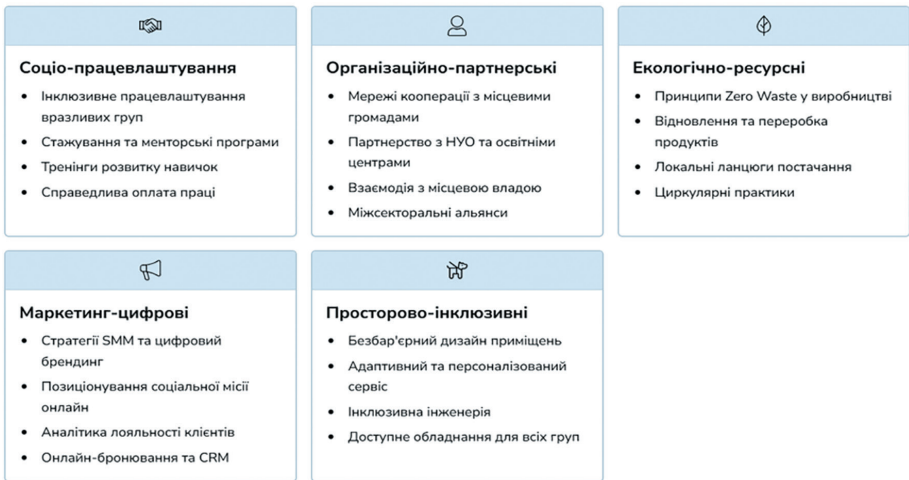 Соціо-працевлаштування
• Інклюзивне працевлаштування
вразливих груп
• Стажування та менторські програми
• Тренінги розвитку навичок
• Справедлива оплата праці
Організаційно-партнерські
• Мережі кооперації з місцевими
громадами
• Партнерство з НУО та освітніми
центрами
• Взаємодія з місцевою владою
• Міжсекторальні альянси
Екологічно-ресурсні
• Принципи Zero Waste у виробництві
• Відновлення та переробка
продуктів
• Локальні ланцюги постачання
• Циркулярні практики
Маркетинг-цифрові
• Стратегії SMM та цифровий
брендинг
• Позиціонування соціальної місії
онлайн
• Аналітика лояльності клієнтів
• Онлайн-бронювання та CRM
Просторово-інклюзивні
• Безбар'єрний дизайн приміщень
• Адаптивний та персоналізований
сервіс
• Інклюзивна інженерія
• Доступне обладнання для всіх груп